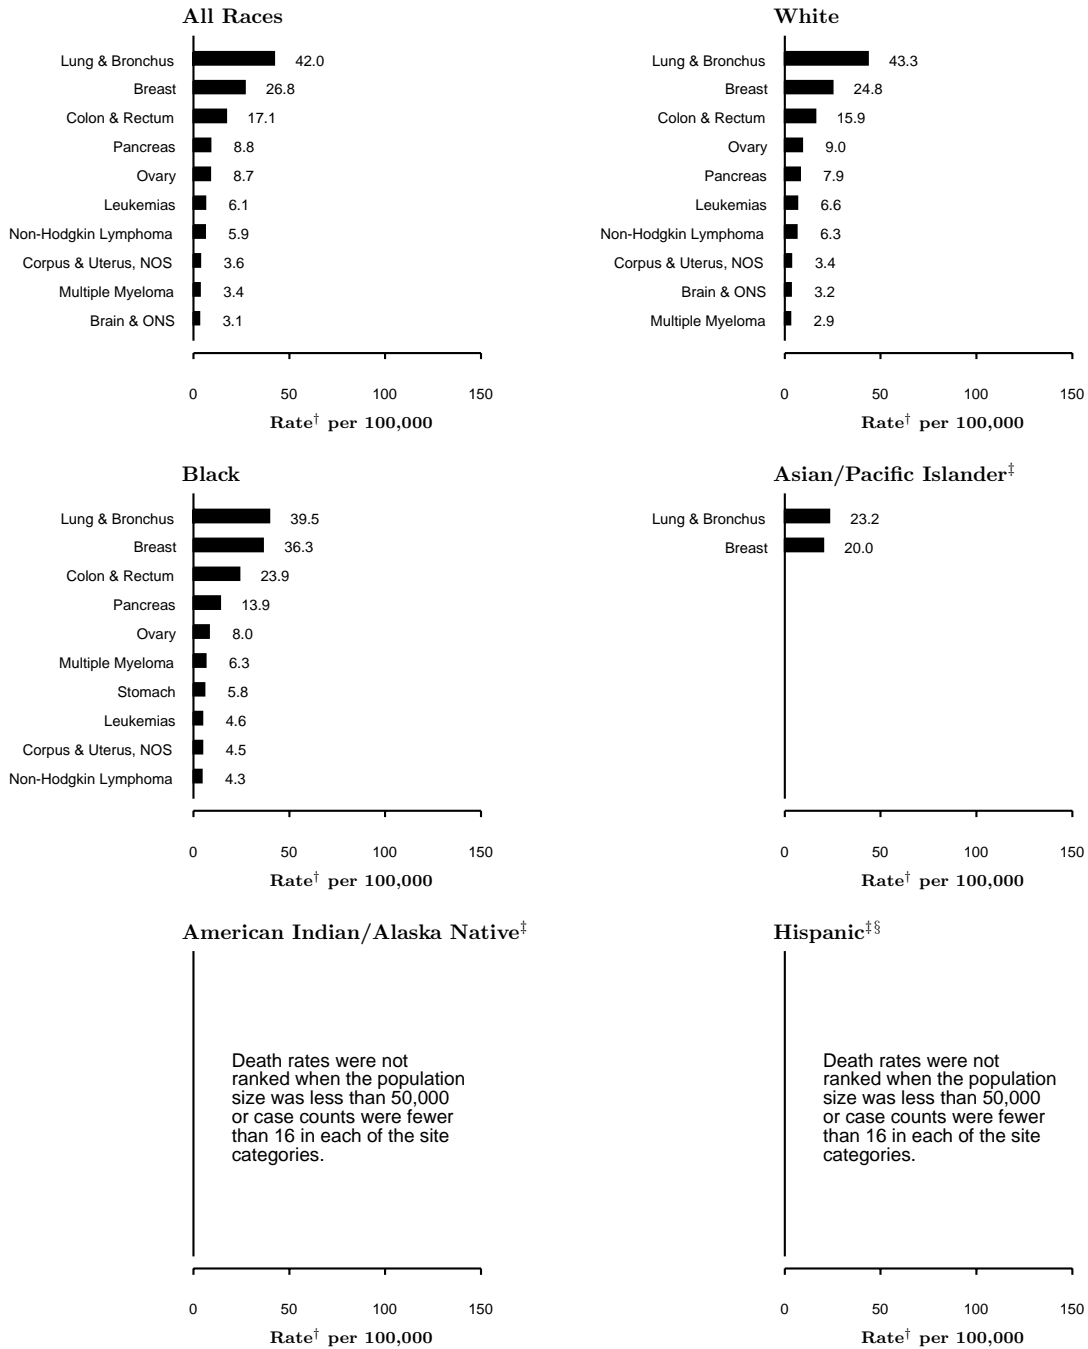 All Races
Lung & Bronchus 42.0
Breast 26.8
Colon & Rectum 17.1
Pancreas 8.8
Ovary 8.7
Leukemias 6.1
Non-Hodgkin Lymphoma 5.9
Corpus & Uterus, NOS 3.6
Multiple Myeloma 3.4
Brain & ONS 3.1
0 50 100 150
Rate† per 100,000
White
Lung & Bronchus 43.3
Breast 24.8
Colon & Rectum 15.9
Ovary 9.0
Pancreas 7.9
Leukemias 6.6
Non-Hodgkin Lymphoma 6.3
Corpus & Uterus, NOS 3.4
Brain & ONS 3.2
Multiple Myeloma 2.9
0 50 100 150
Rate† per 100,000
Black
Lung & Bronchus 39.5
Breast 36.3
Colon & Rectum 23.9
Pancreas 13.9
Ovary 8.0
Multiple Myeloma 6.3
Stomach 5.8
Leukemias 4.6
Corpus & Uterus, NOS 4.5
Non-Hodgkin Lymphoma 4.3
0 50 100 150
Rate† per 100,000
Asian/Pacific Islander‡
Lung & Bronchus 23.2
Breast 20.0
0 50 100 150
Rate† per 100,000
American Indian/Alaska Native‡
Death rates were not
ranked when the population
size was less than 50,000
or case counts were fewer
than 16 in each of the site
categories.
0 50 100 150
Rate† per 100,000
Hispanic‡§
Death rates were not
ranked when the population
size was less than 50,000
or case counts were fewer
than 16 in each of the site
categories.
0 50 100 150
Rate† per 100,000